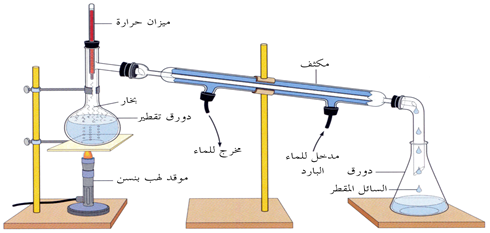 ميزان حرارة
مكثف
بخار
دورق تقطير
مخرج للماء
مدخل للماء
البارد
دورق
السائل المقطر
موقد لهب بنسن